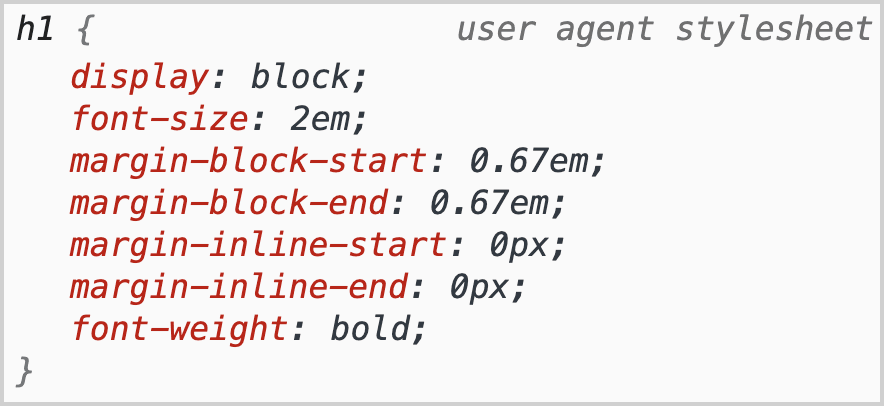 h1 { user agent stylesheet
display: block;
font-size: 2em;
margin-block-start: 0.67em;
margin-block-end: 0.67em;
margin-inline-start: 0px;
margin-inline-end: 0px;
font-weight: bold;
}